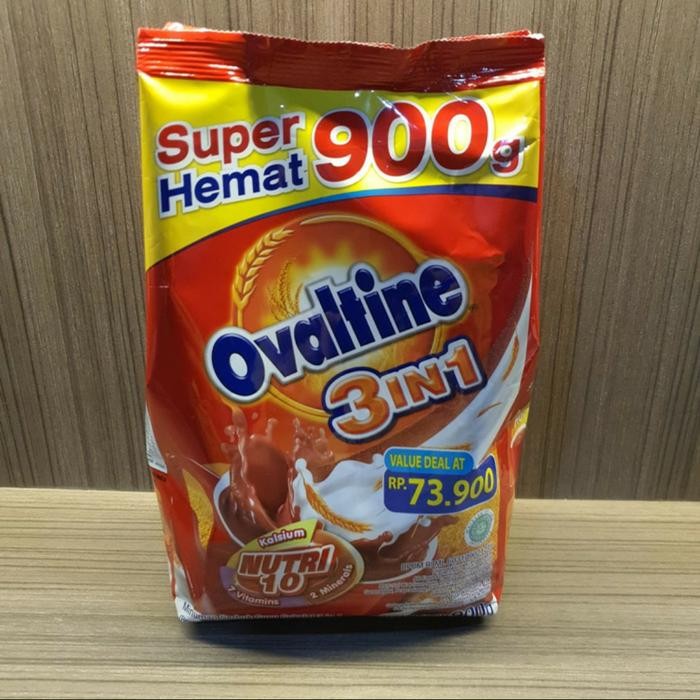 Super
Hemat
900g
Ovaltine
3IN1
VALUE DEAL AT
RP.73.900
Kalsium
NUTRI
10
7 Vitamins
2 Minerals